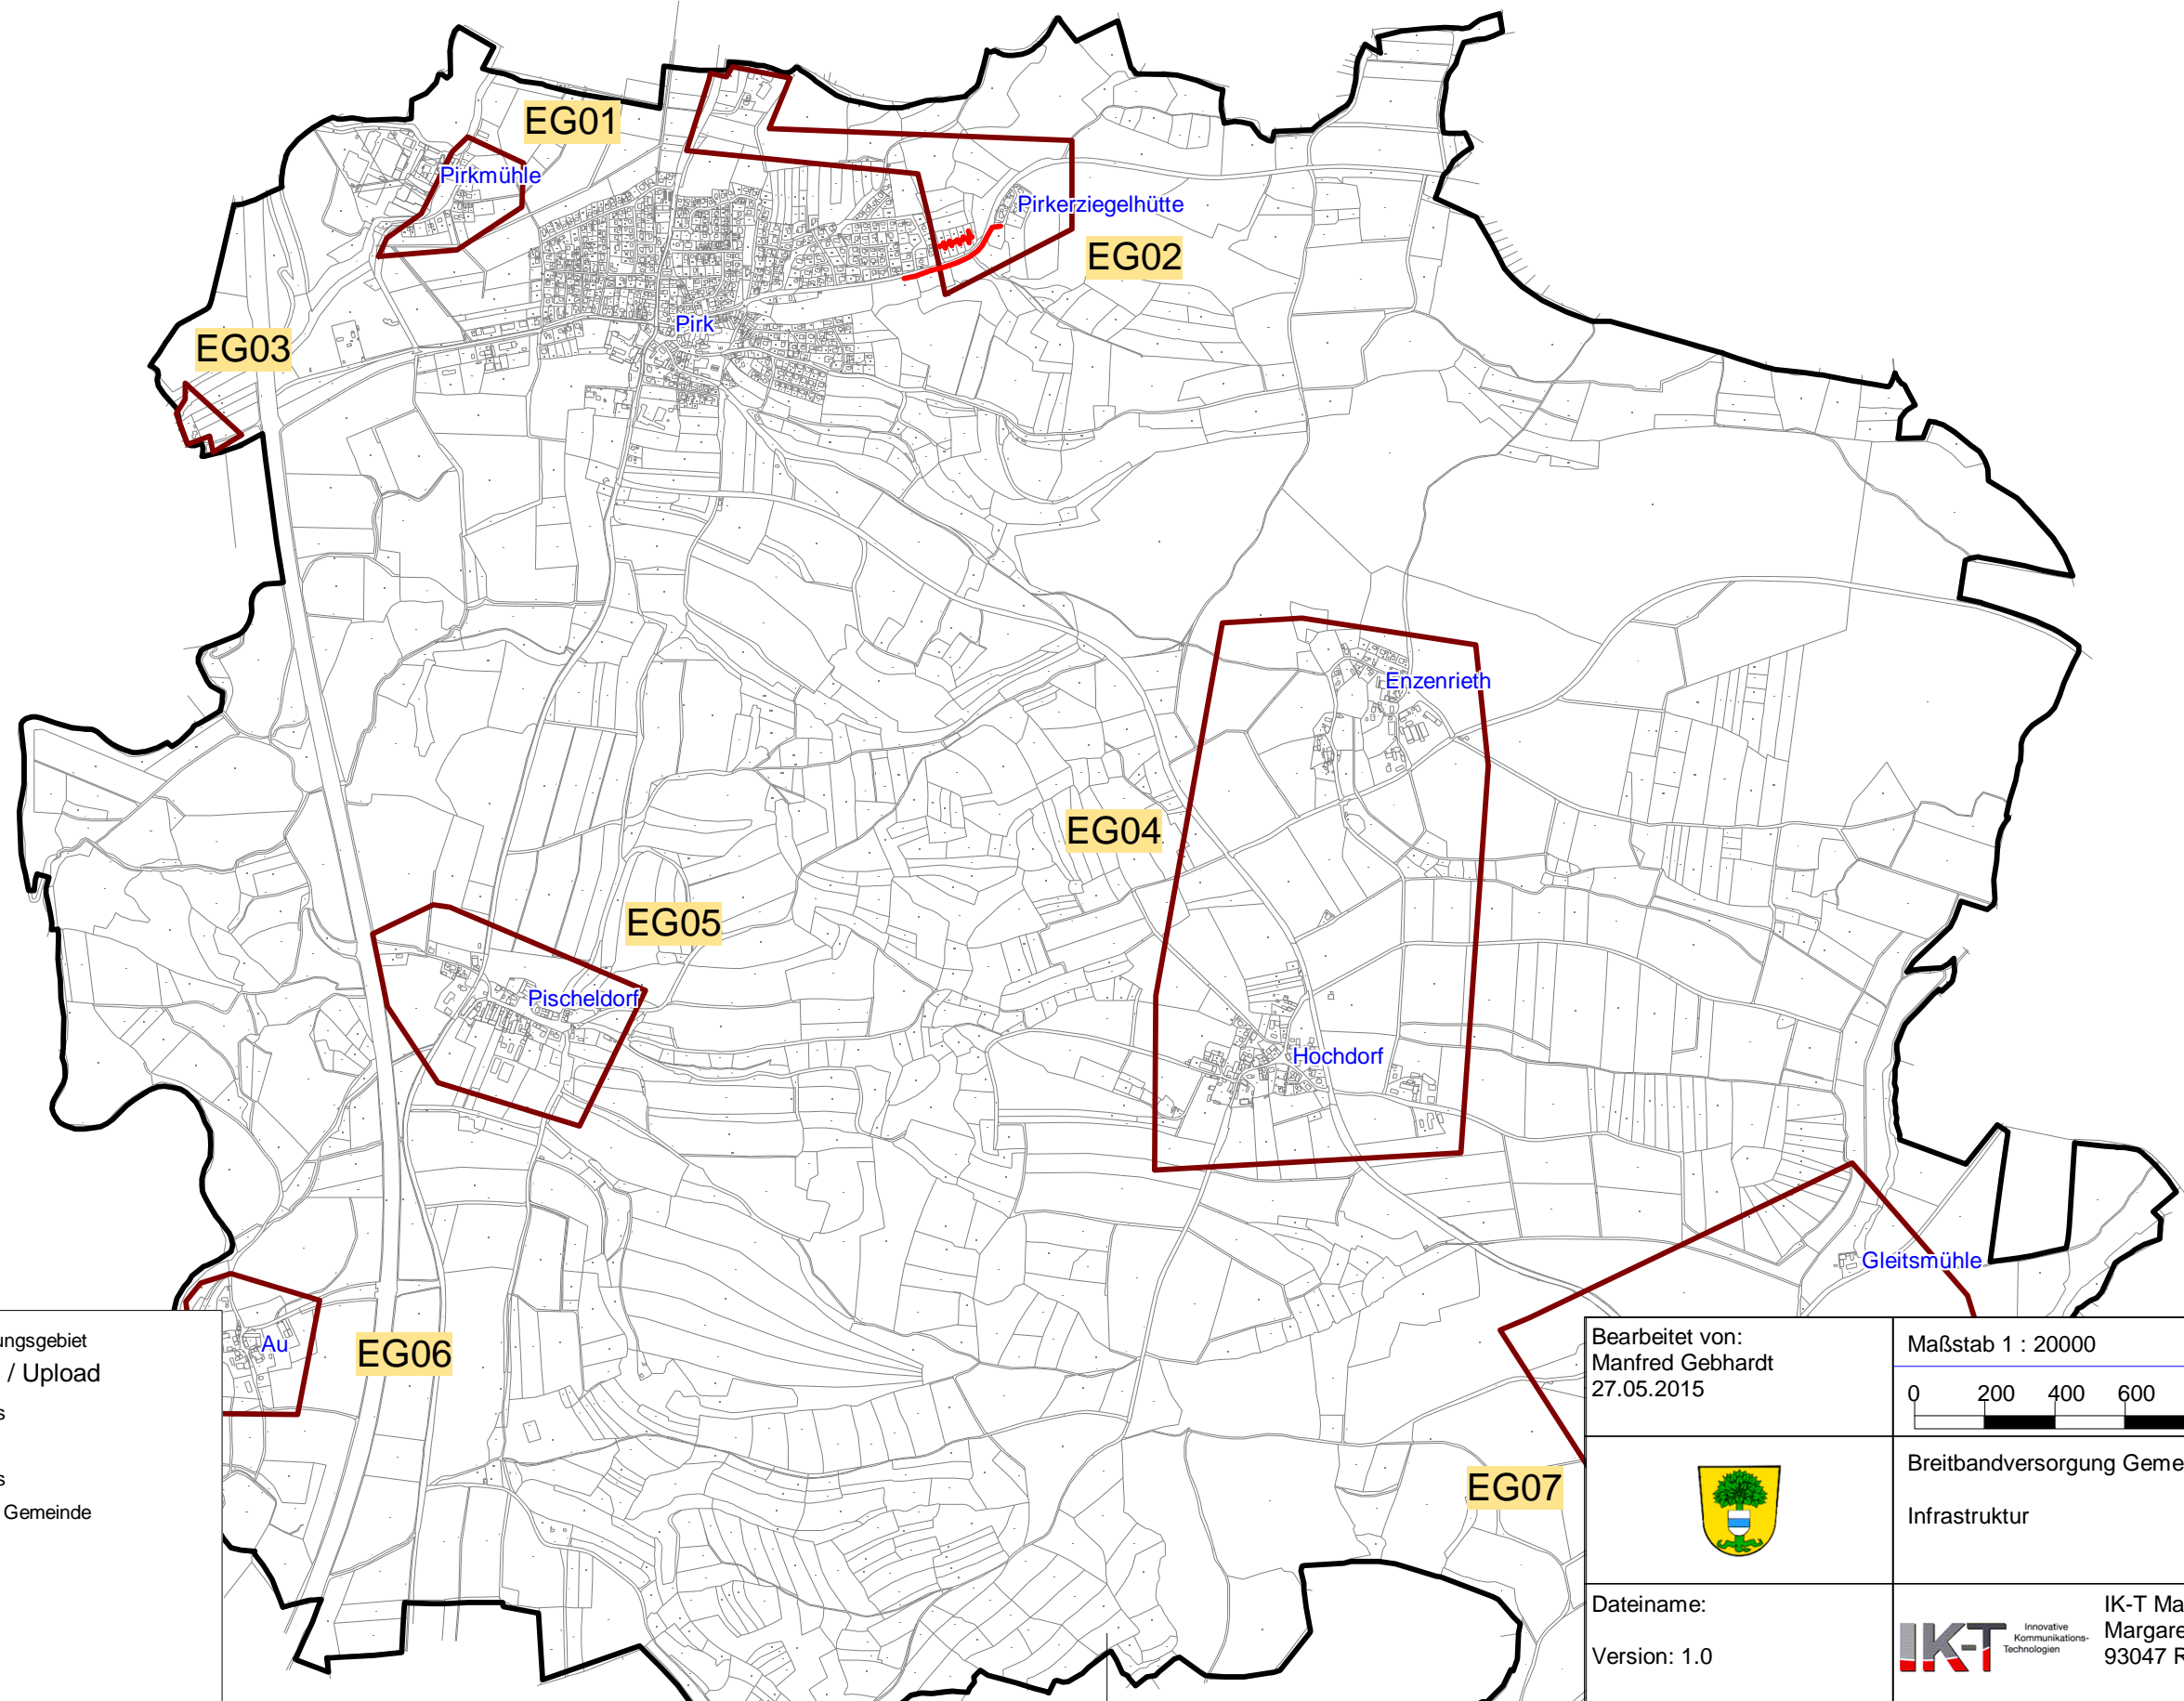 EG01
Pirkmühle
Pirkerziegelhütte
EG02
Pirk
EG03
Enzenrieth
EG04
EG05
Pischeldorf
Hochdorf
Gleitsmühle
Au
EG06
EG07
ungsgebiet
/ Upload
s
s
Gemeinde
Bearbeitet von:
Manfred Gebhardt
27.05.2015
Maßstab 1 : 20000
0 200 400 600
Breitbandversorgung Geme
Infrastruktur
Dateiname:
Version: 1.0
IK-T
Innovative
Kommunikations-
Technologien
IK-T Ma
Margare
93047 R